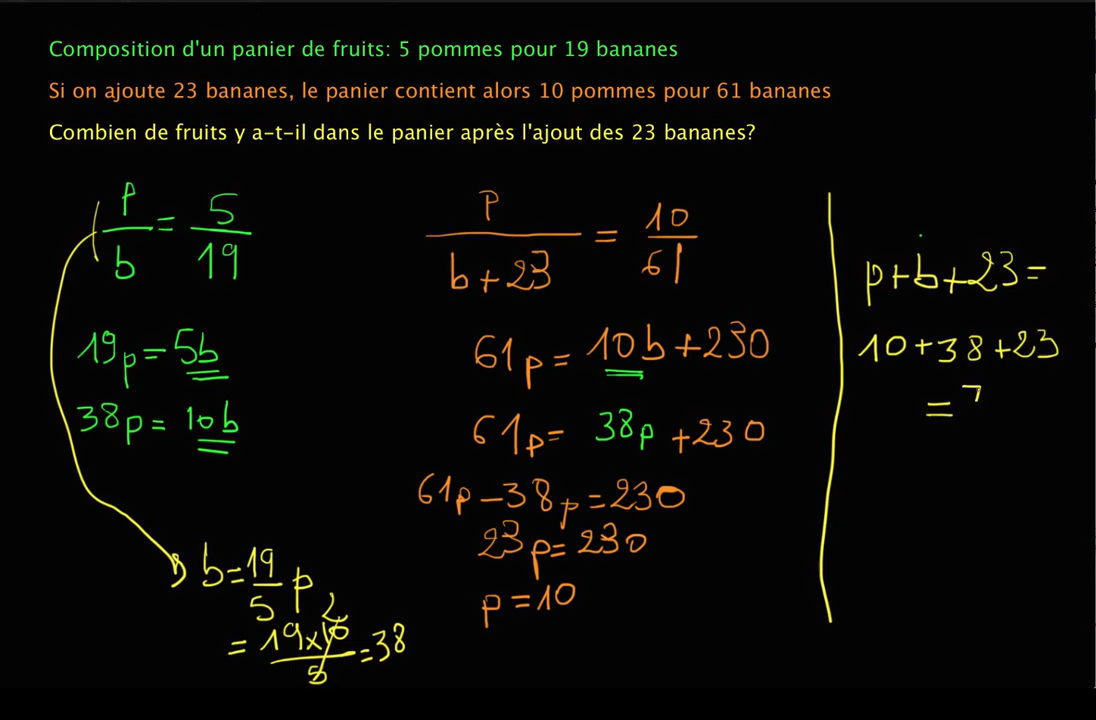 Composition d'un panier de fruits: 5 pommes pour 19 bananes
Si on ajoute 23 bananes, le panier contient alors 10 pommes pour 61 bananes
Combien de fruits y a-t-il dans le panier après l'ajout des 23 bananes?
p/b = 5/19
19p = 5b
38p = 10b
b = 19/5 p
= 19×10/5 = 38
2
p/(b+23) = 10/61
61p = 10b+230
61p = 38p +230
61p – 38p = 230
23p = 230
p = 10
p+b+23 =
10+38+23
= 7